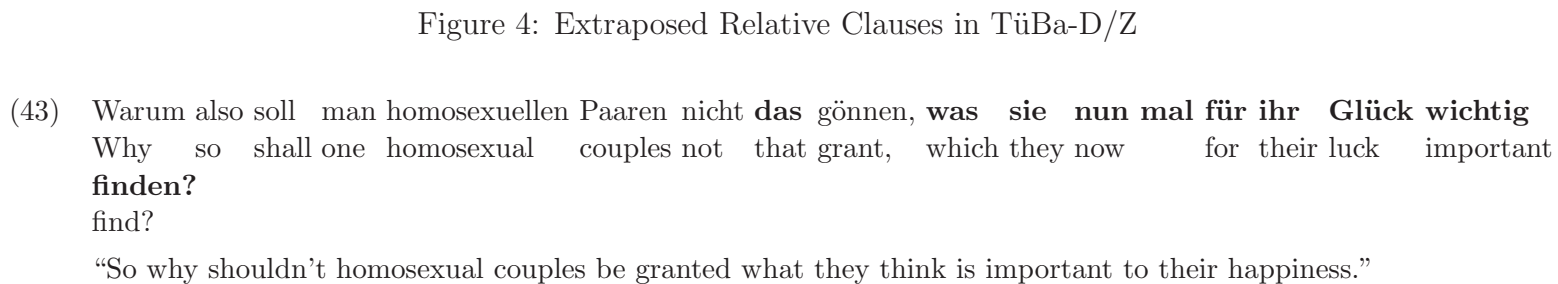 Figure 4: Extraposed Relative Clauses in TüBa-D/Z
(43) Warum also soll man homosexuellen Paaren nicht das gönnen, was sie nun mal für ihr Glück wichtig
Why so shall one homosexual couples not that grant, which they now for their luck important
finden?
find?
“So why shouldn’t homosexual couples be granted what they think is important to their happiness.”